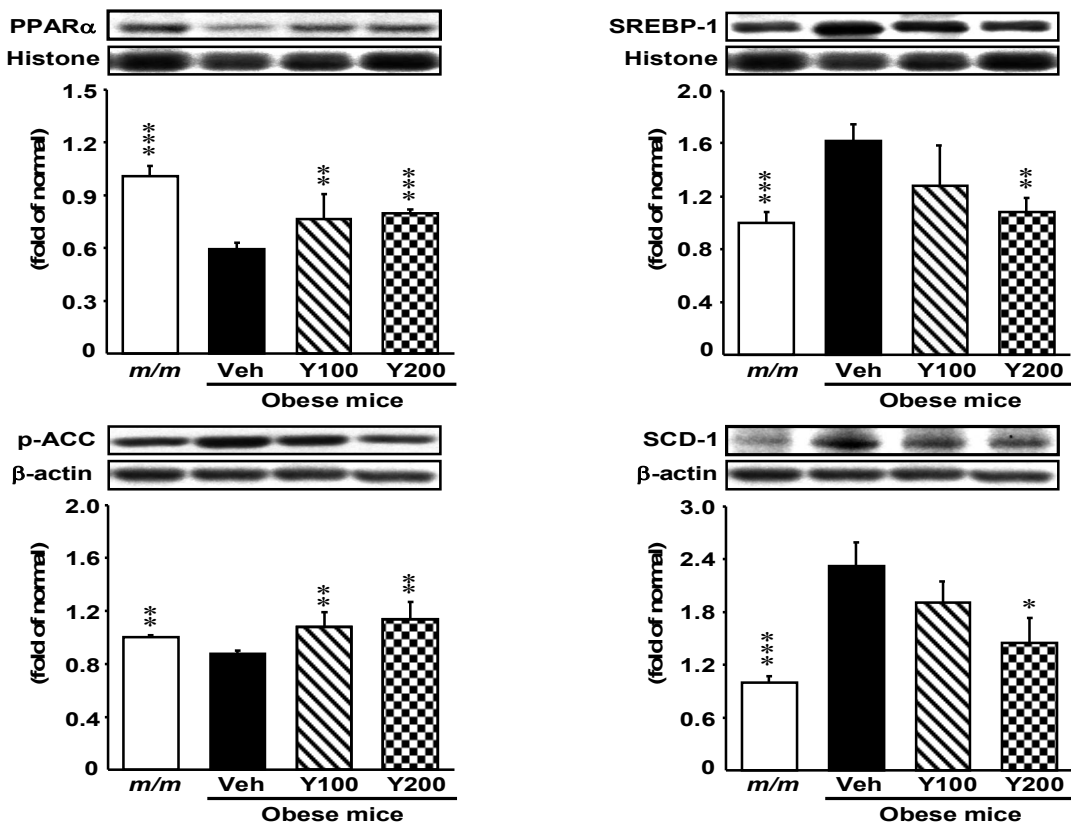 PPARα
Histone
1.5
1.2
0.9
0.6
0.3
0
(fold of normal)
***
**
***
m/m Veh Y100 Y200
Obese mice
SREBP-1
Histone
2.0
1.6
1.2
0.8
0.4
0
(fold of normal)
***
**
m/m Veh Y100 Y200
Obese mice
p-ACC
β-actin
2.0
1.6
1.2
0.8
0.4
0
(fold of normal)
**
**
**
m/m Veh Y100 Y200
Obese mice
SCD-1
β-actin
3.0
2.4
1.8
1.2
0.6
0
(fold of normal)
***
*
m/m Veh Y100 Y200
Obese mice